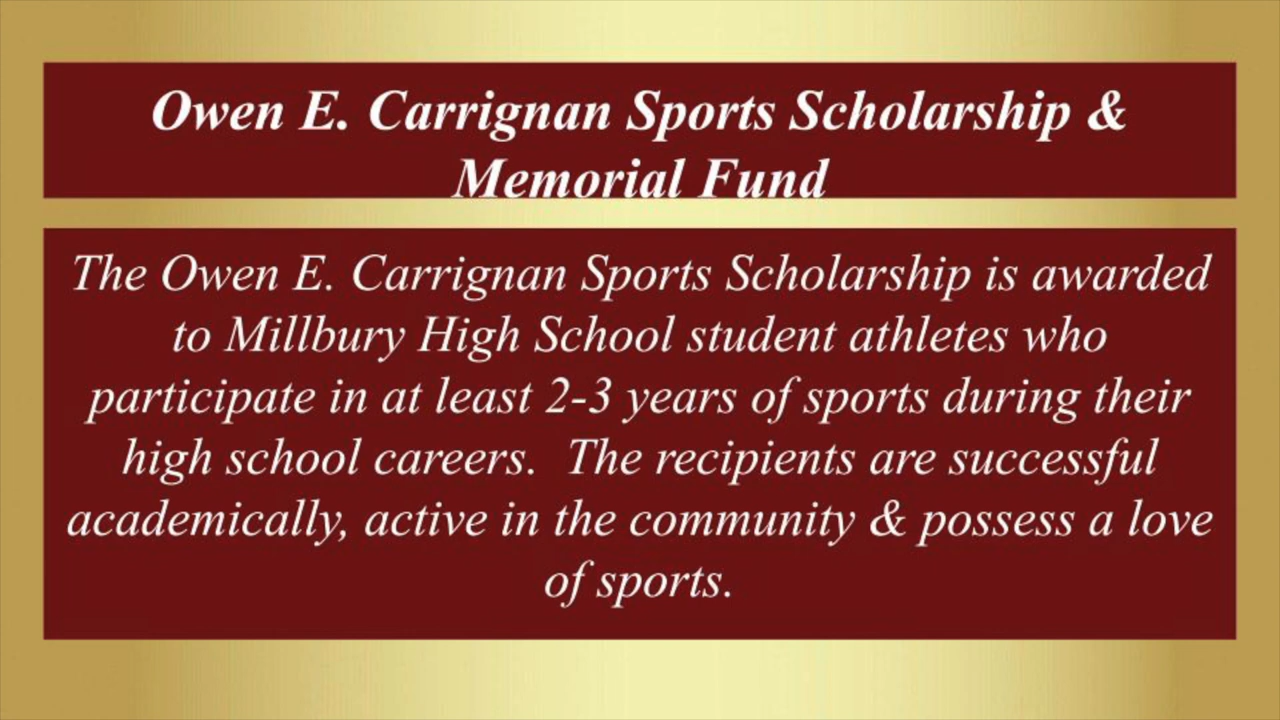 Owen E. Carrignan Sports Scholarship &
Memorial Fund
The Owen E. Carrignan Sports Scholarship is awarded
to Millbury High School student athletes who
participate in at least 2-3 years of sports during their
high school careers.  The recipients are successful
academically, active in the community & possess a love
of sports.